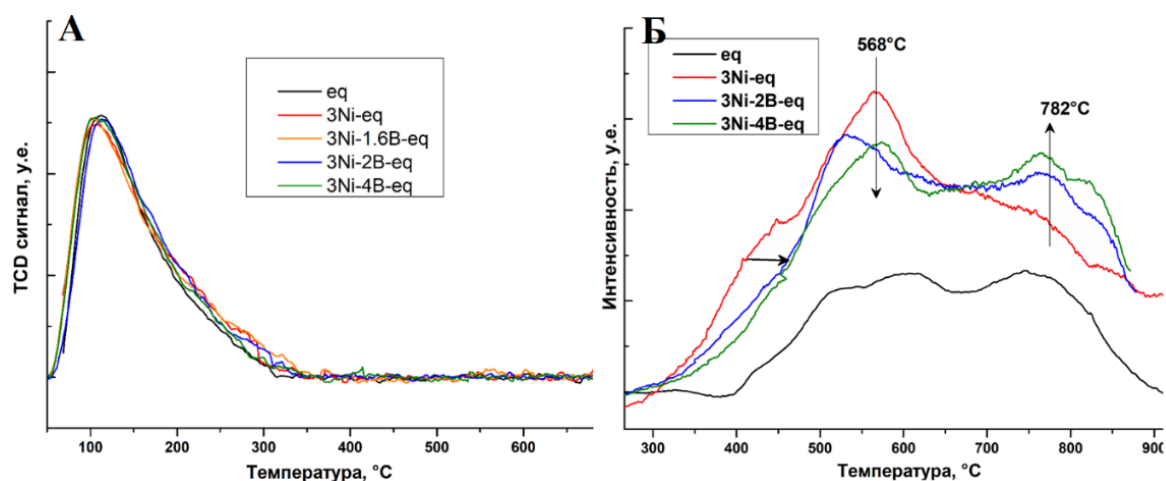 А
eq
3Ni-eq
3Ni-1.6B-eq
3Ni-2B-eq
3Ni-4B-eq
TCD сигнал, у.е.
100 200 300 400 500 600
Температура, °C
Б
eq
3Ni-eq
3Ni-2B-eq
3Ni-4B-eq
568°C
782°C
Интенсивность, у.е.
300 400 500 600 700 800 900
Температура, °C